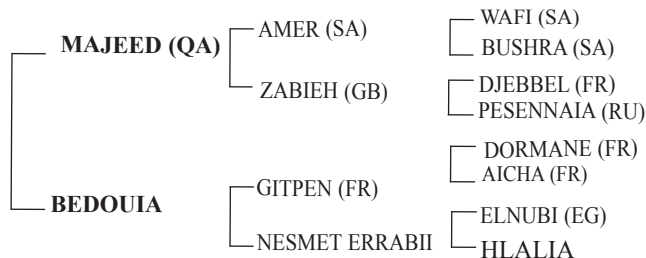 WAFI (SA)
AMER (SA)
MAJEED (QA)
BUSHRA (SA)
DJEBBEL (FR)
ZABIEH (GB)
PESENNAIA (RU)
DORMANE (FR)
GITPEN (FR)
AICHA (FR)
BEDOUIA
ELNUBI (EG)
NESMET ERRABII
HLALIA